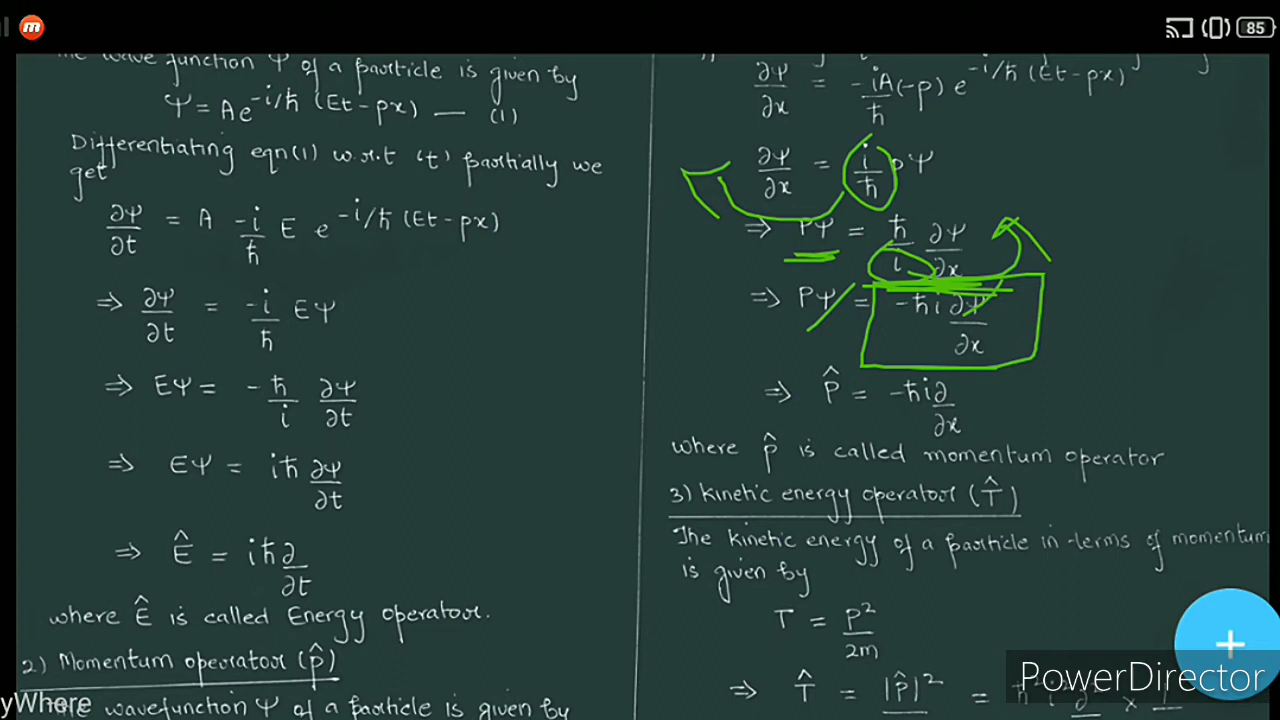 85
The wave function Ψ of a particle is given by
Ψ = Ae^{-i/ħ (Et-px)} — (1)
Differentiating eqn(1) w.r.t 't' partially we
get
∂Ψ/∂t = A -i/ħ E e^{-i/ħ (Et-px)}
⇒ ∂Ψ/∂t = -i/ħ EΨ
⇒ EΨ = -ħ/i ∂Ψ/∂t
⇒ EΨ = iħ ∂Ψ/∂t
⇒ Ê = iħ ∂/∂t
where Ê is called Energy operator.
2) Momentum operator (p̂)
The wavefunction Ψ of a particle is given by
∂Ψ/∂x = -iA/ħ (-p) e^{-i/ħ (Et-px)}
∂Ψ/∂x = i/ħ pΨ
⇒ PΨ = ħ/i ∂Ψ/∂x
⇒ PΨ = -ħi ∂Ψ/∂x
⇒ P̂ = -ħi ∂/∂x
where p̂ is called momentum operator
3) Kinetic energy operator (T̂)
The kinetic energy of a particle in terms of momentum
is given by
T = P²/2m
⇒ T̂ = |P̂|² =
+
PowerDirector
yWhere